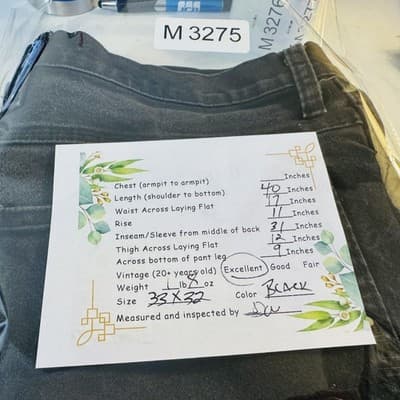 M 3275
M 3276
Chest (armpit to armpit) Inches
Length (shoulder to bottom) 40 Inches
Waist Across Laying Flat 17 Inches
Rise 11 Inches
Inseam/Sleeve from middle of back 31 Inches
Thigh Across Laying Flat 12 Inches
Across bottom of pant leg 9 Inches
Vintage (20+ years old) Excellent Good Fair
Weight 1 lb 8 oz
Size 33X32 Color BLACK
Measured and inspected by